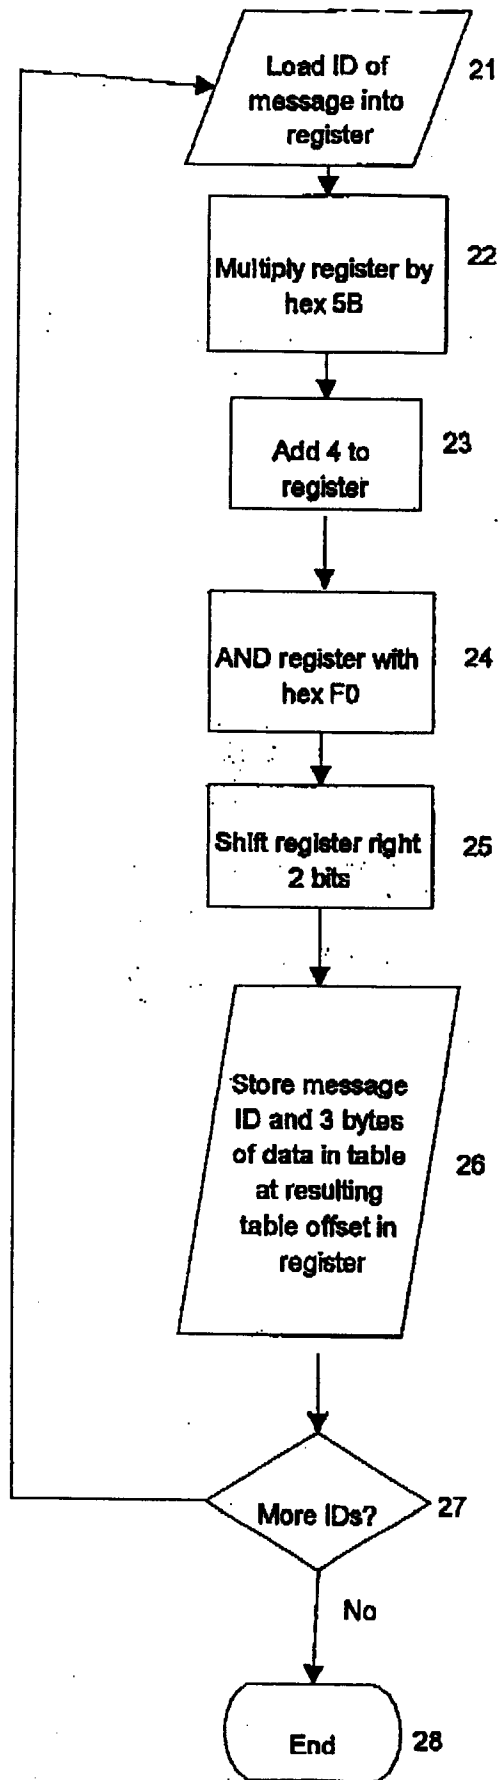 Load ID of
message into
register
21
Multiply register by
hex 5B
22
Add 4 to
register
23
AND register with
hex F0
24
Shift register right
2 bits
25
Store message
ID and 3 bytes
of data in table
at resulting
table offset in
register
26
More IDs?
27
No
End
28